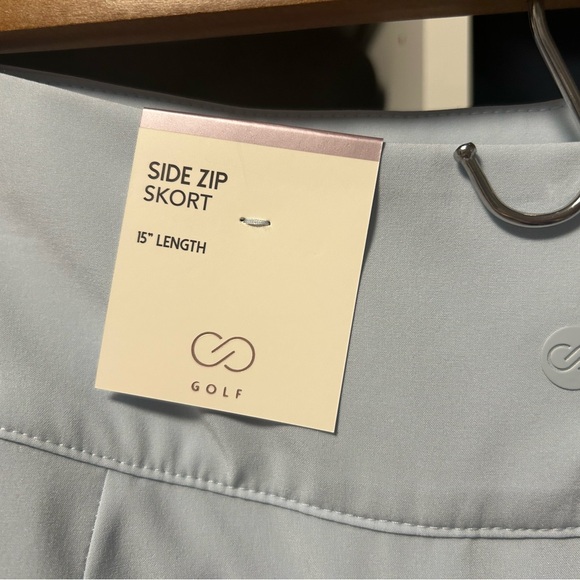 SIDE ZIP
SKORT
15" LENGTH
GOLF